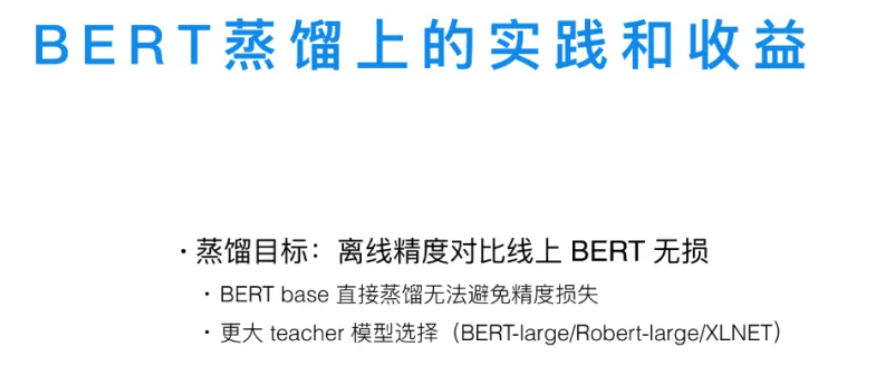 BERT蒸馏上的实践和收益
· 蒸馏目标：离线精度对比线上 BERT 无损
· BERT base 直接蒸馏无法避免精度损失
· 更大 teacher 模型选择（BERT-large/Robert-large/XLNET）